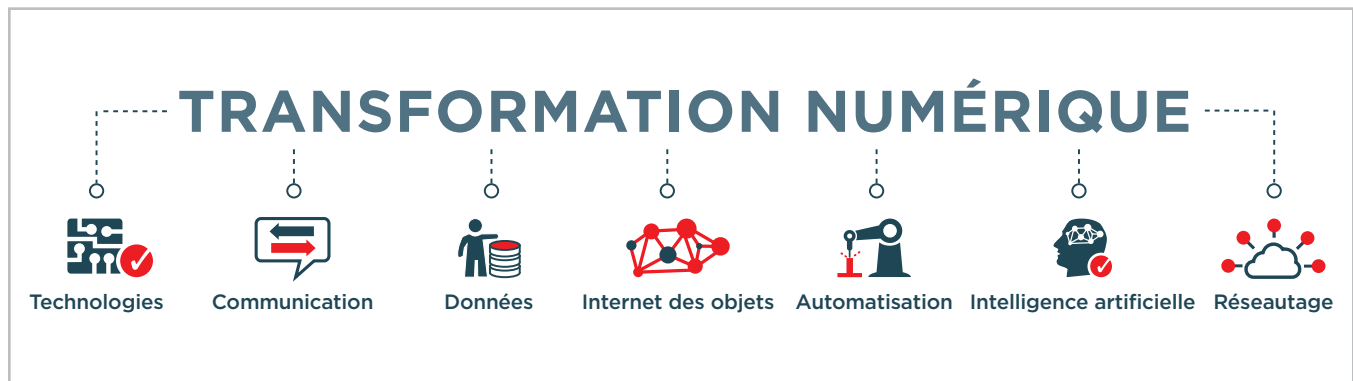 TRANSFORMATION NUMÉRIQUE
Technologies
Communication
Données
Internet des objets
Automatisation
Intelligence artificielle
Réseautage